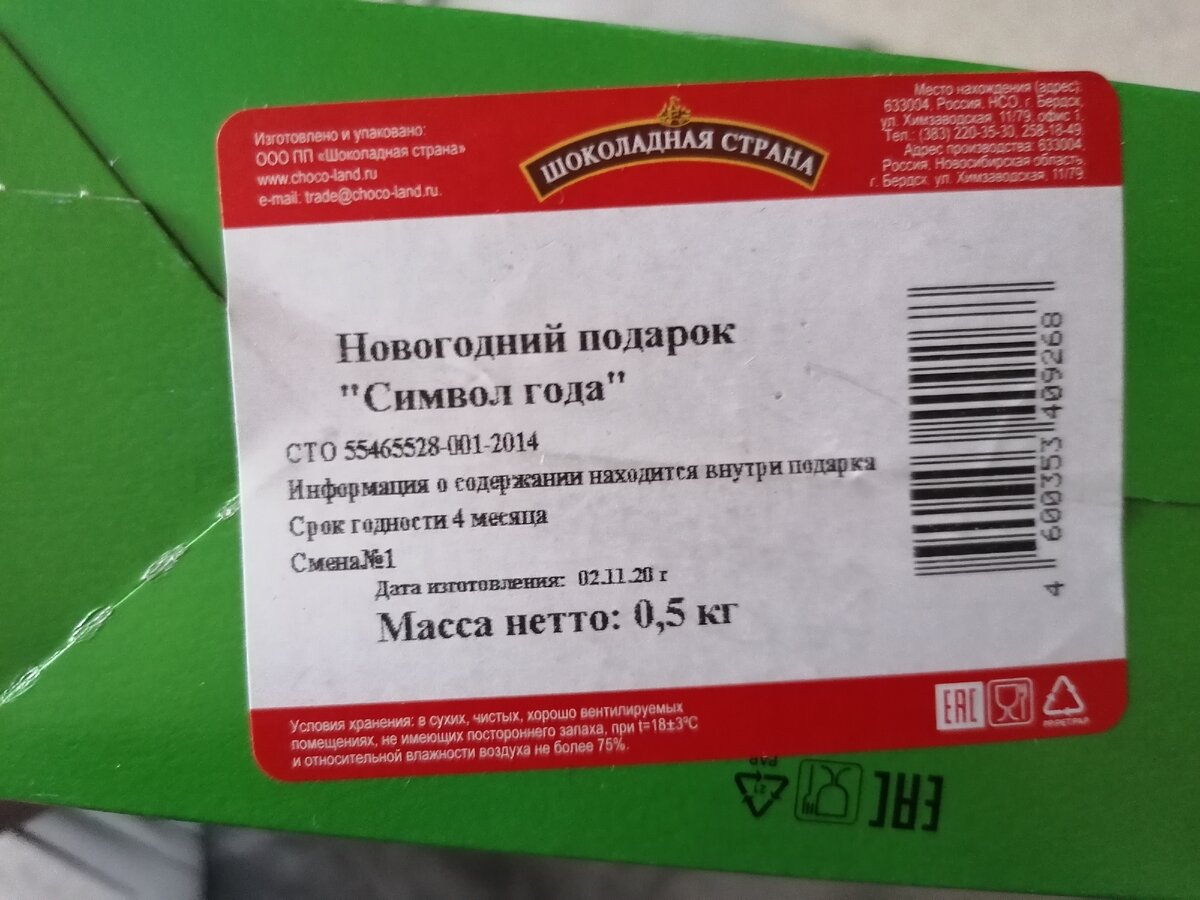 Изготовлено и упаковано:
ООО ПП «Шоколадная страна»
www.choco-land.ru
e-mail: trade@choco-land.ru.
ШОКОЛАДНАЯ СТРАНА
Место нахождения (адрес):
633004, Россия, НСО, г. Бердск,
ул. Химзаводская, 11/79, офис 1.
Тел.: (383) 220-35-30, 258-18-49.
Адрес производства: 633004,
Россия, Новосибирская область,
г. Бердск, ул. Химзаводская, 11/79.
Новогодний подарок
"Символ года"
СТО 55465528-001-2014
Информация о содержании находится внутри подарка
Срок годности 4 месяца
Смена№1
Дата изготовления: 02.11.20 г
Масса нетто: 0,5 кг
4 600353 409268
Условия хранения: в сухих, чистых, хорошо вентилируемых
помещениях, не имеющих постороннего запаха, при t=18±3°С
и относительной влажности воздуха не более 75%.
EAC
EAC
21
PAP